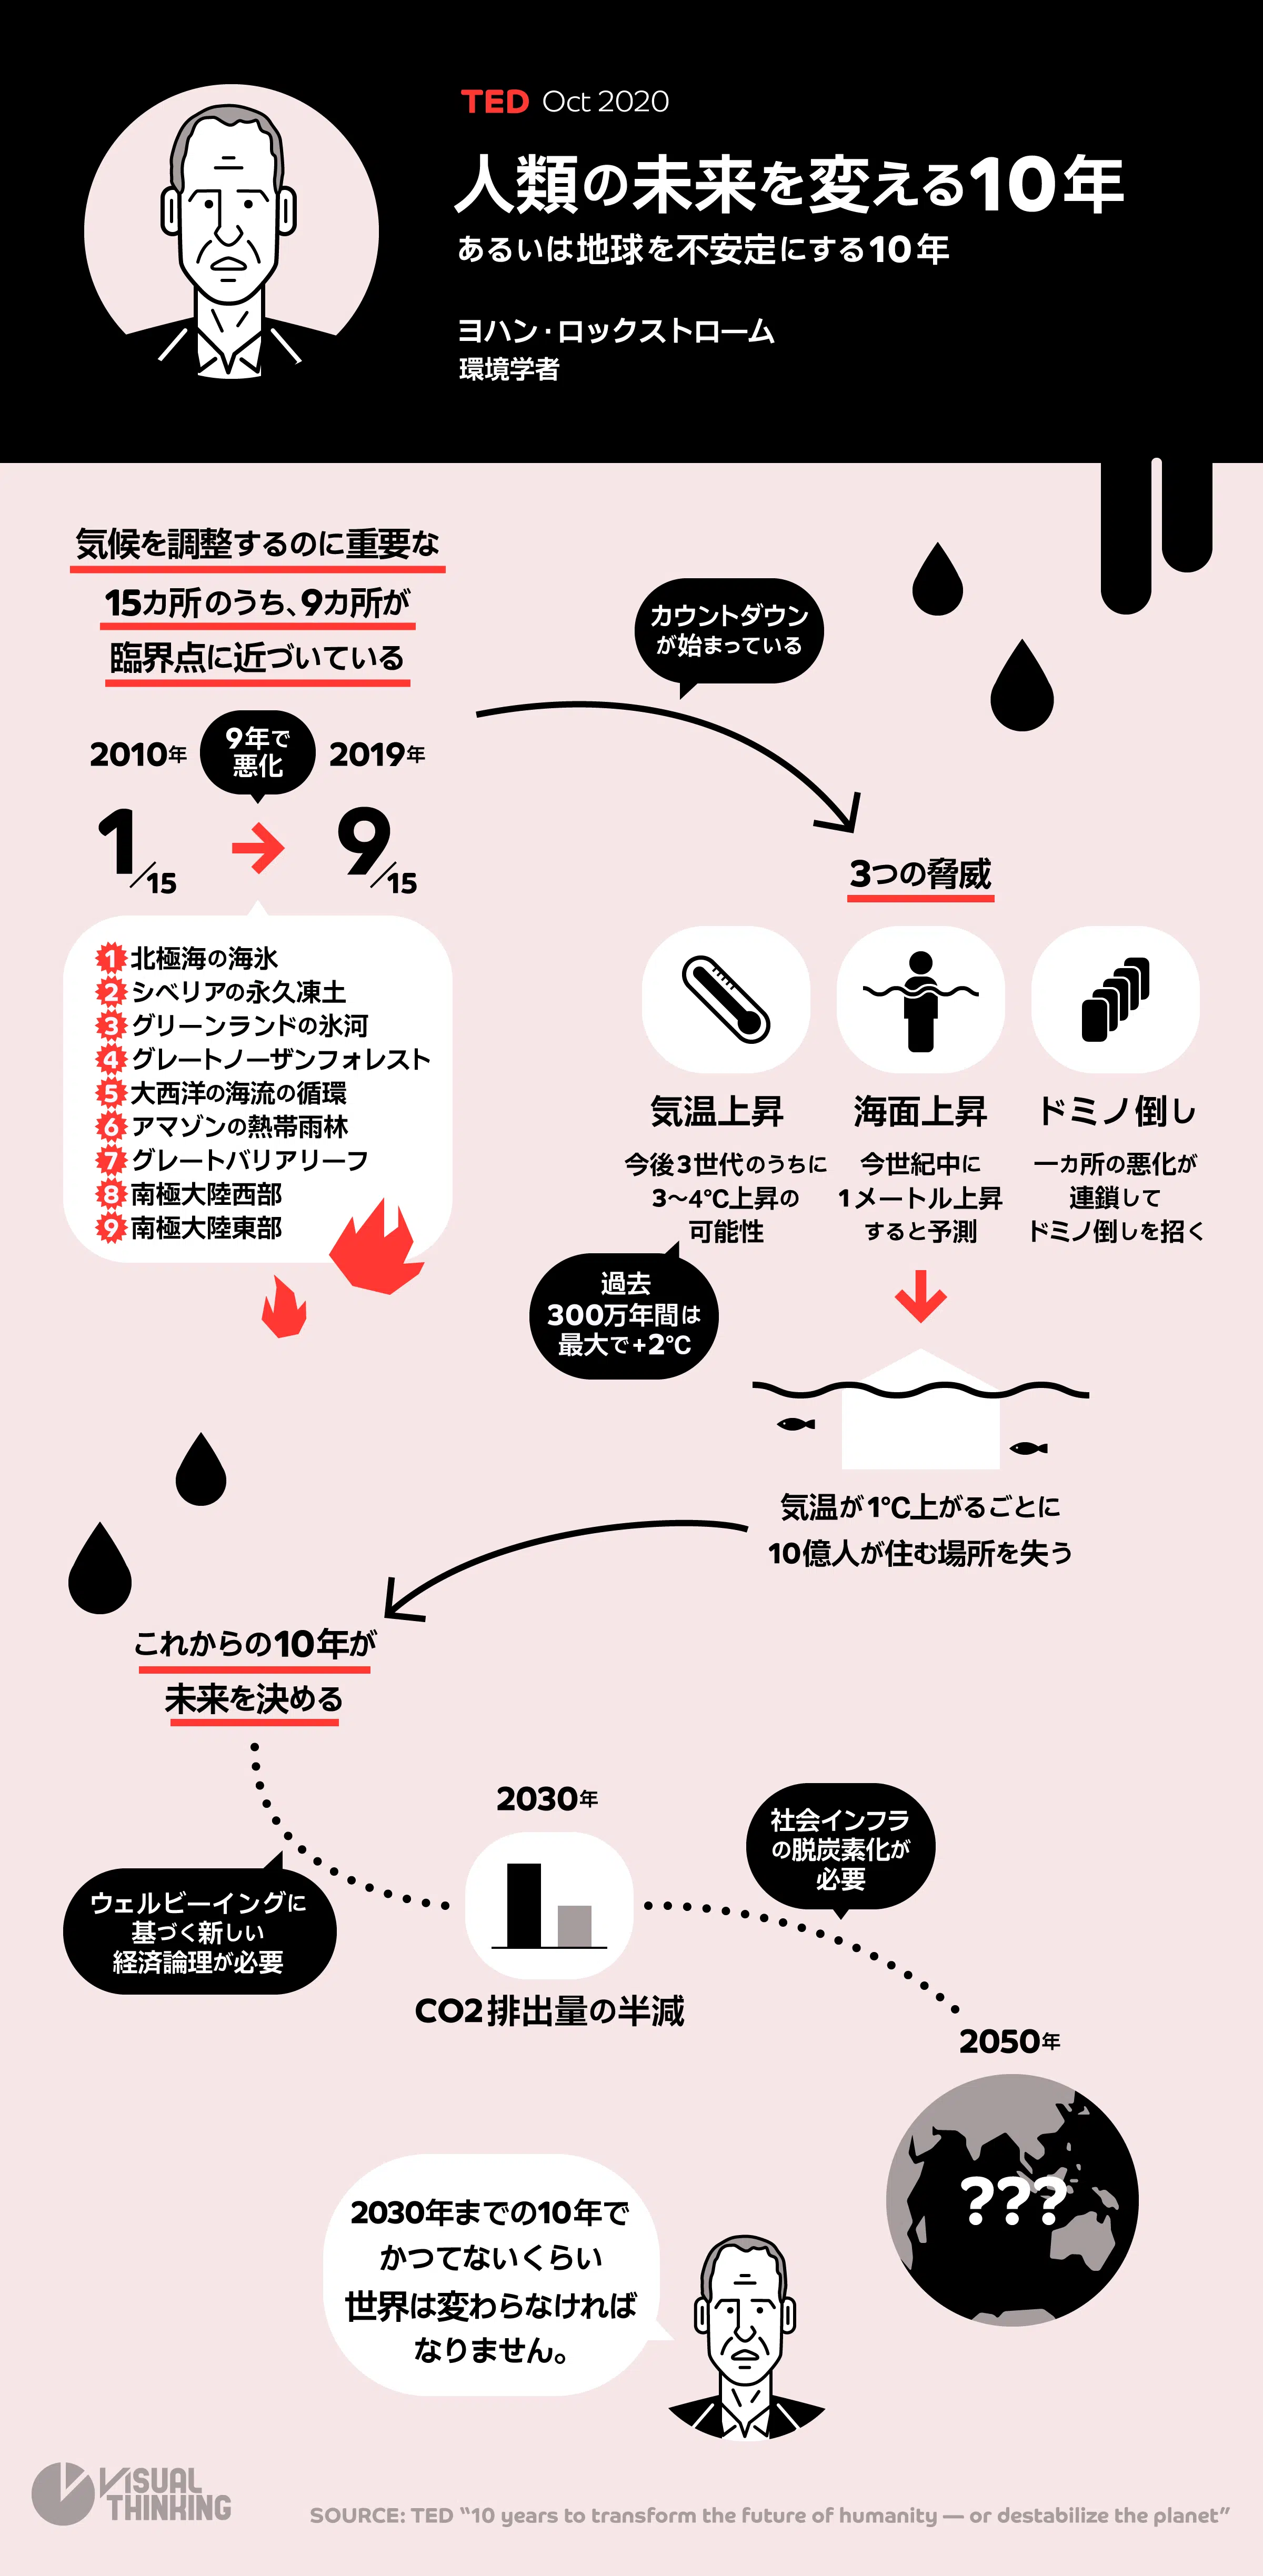 TED Oct 2020
人類の未来を変える10年
あるいは地球を不安定にする10年
ヨハン・ロックストローム
環境学者
気候を調整するのに重要な
15カ所のうち、9カ所が
臨界点に近づいている
2010年
9年で
悪化
2019年
1/15
9/15
1 北極海の海氷
2 シベリアの永久凍土
3 グリーンランドの氷河
4 グレートノーザンフォレスト
5 大西洋の海流の循環
6 アマゾンの熱帯雨林
7 グレートバリアリーフ
8 南極大陸西部
9 南極大陸東部
カウントダウン
が始まっている
3つの脅威
気温上昇
今後3世代のうちに
3〜4℃上昇の
可能性
過去
300万年間は
最大で+2℃
海面上昇
今世紀中に
1メートル上昇
すると予測
ドミノ倒し
一カ所の悪化が
連鎖して
ドミノ倒しを招く
気温が1℃上がるごとに
10億人が住む場所を失う
これからの10年が
未来を決める
ウェルビーイングに
基づく新しい
経済論理が必要
2030年
CO2排出量の半減
社会インフラ
の脱炭素化が
必要
2050年
???
2030年までの10年で
かつてないくらい
世界は変わらなければ
なりません。
VISUAL
THINKING
SOURCE: TED “10 years to transform the future of humanity — or destabilize the planet”